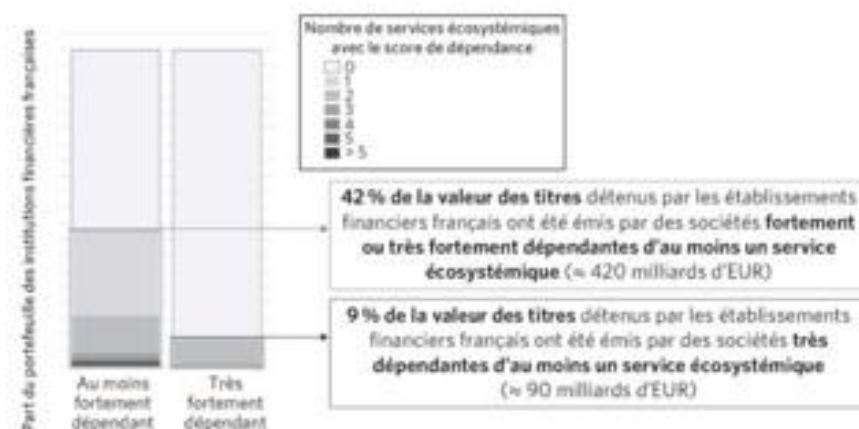 Part du portefeuille des institutions financières françaises
Nombre de services écosystémiques
avec le score de dépendance
0
1
2
3
4
5
> 5
42 % de la valeur des titres détenus par les établissements
financiers français ont été émis par des sociétés fortement
ou très fortement dépendantes d'au moins un service
écosystémique (≈ 420 milliards d'EUR)
9 % de la valeur des titres détenus par les établissements
financiers français ont été émis par des sociétés très
dépendantes d'au moins un service écosystémique
(≈ 90 milliards d'EUR)
Au moins
fortement
dépendant
Très
fortement
dépendant